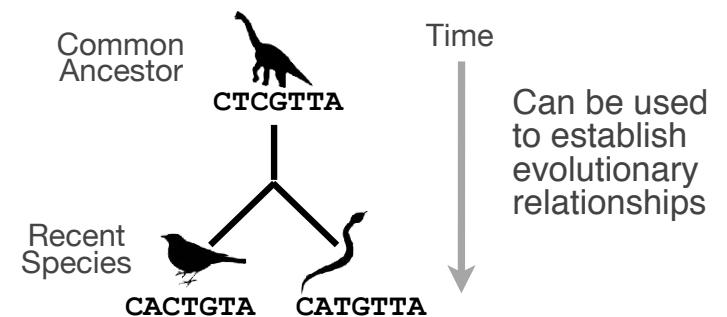 Common
Ancestor
CTCGTTA
Time
Can be used
to establish
evolutionary
relationships
Recent
Species
CACTGTA
CATGTTA